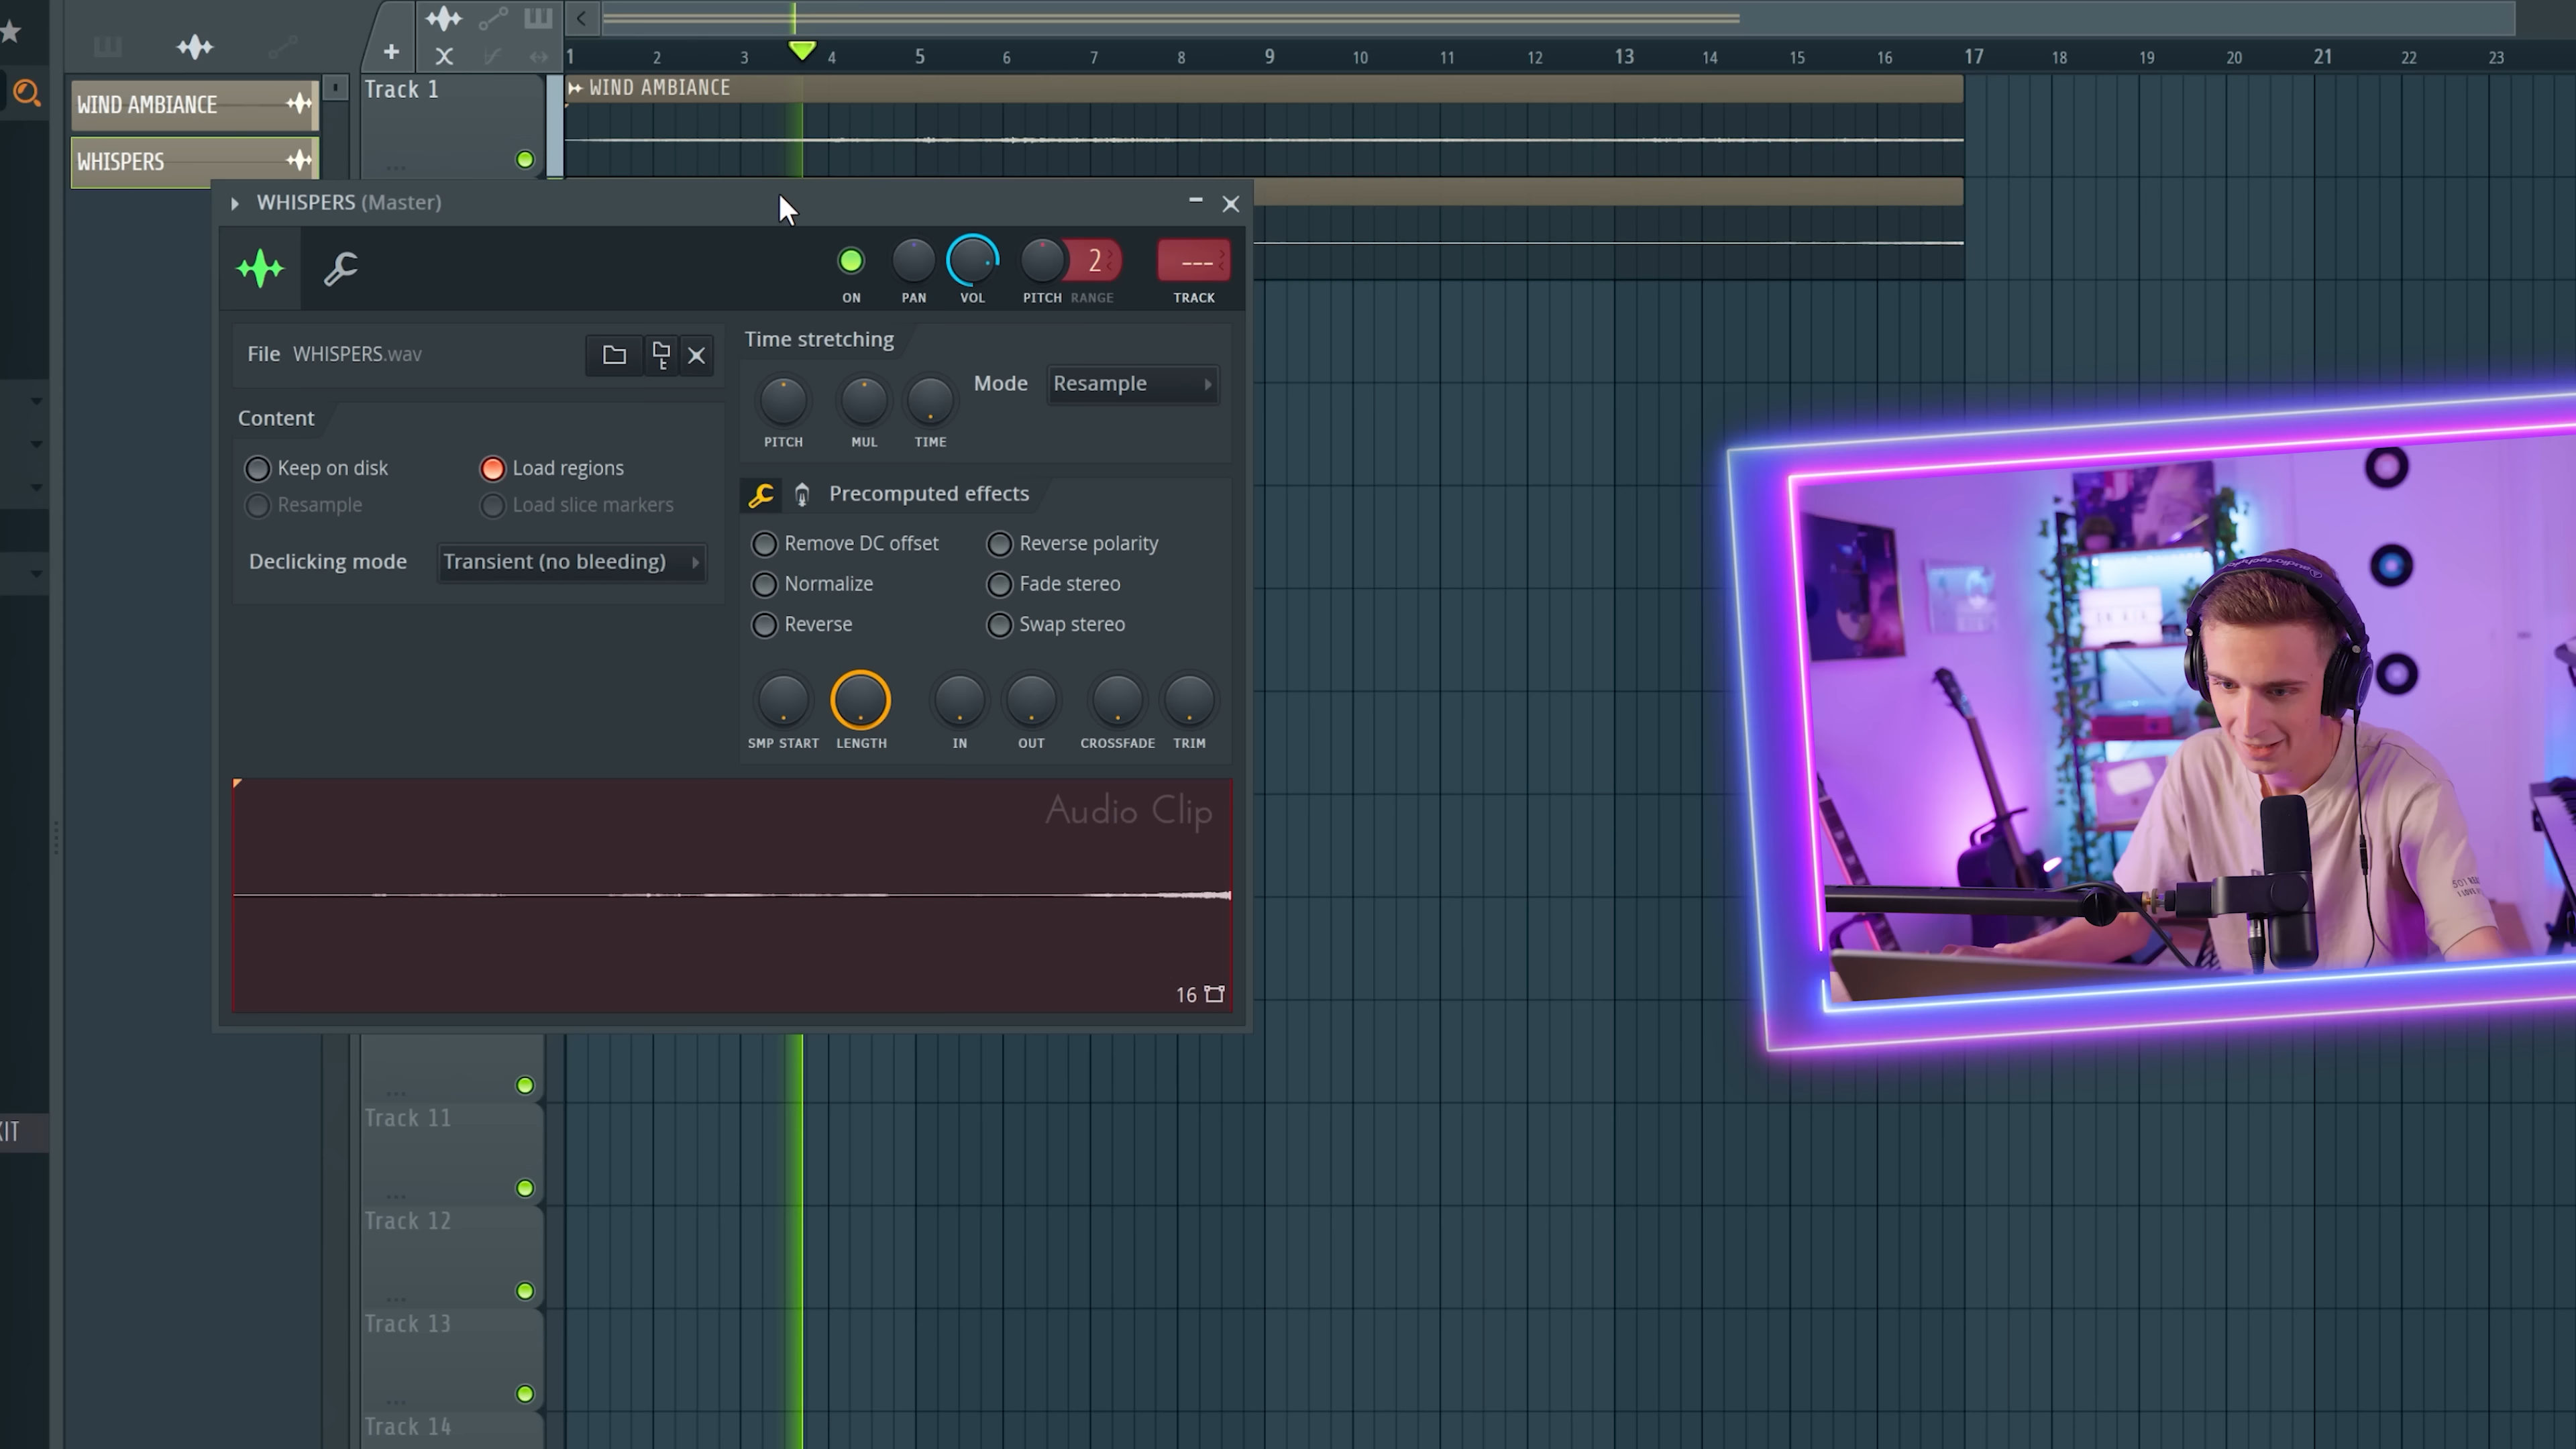 1 2 3 4 5 6 7 8 9 10 11 12 13 14 15 16 17 18 19 20 21 22 23
WIND AMBIANCE
Track 1
WIND AMBIANCE
WHISPERS
...
WHISPERS (Master)
2
---
ON PAN VOL PITCH RANGE TRACK
File WHISPERS.wav
Time stretching
Mode Resample
PITCH MUL TIME
Content
Keep on disk
Load regions
Resample
Load slice markers
Declicking mode Transient (no bleeding)
Precomputed effects
Remove DC offset
Reverse polarity
Normalize
Fade stereo
Reverse
Swap stereo
SMP START LENGTH IN OUT CROSSFADE TRIM
Audio Clip
16
...
Track 11
...
Track 12
...
Track 13
...
Track 14